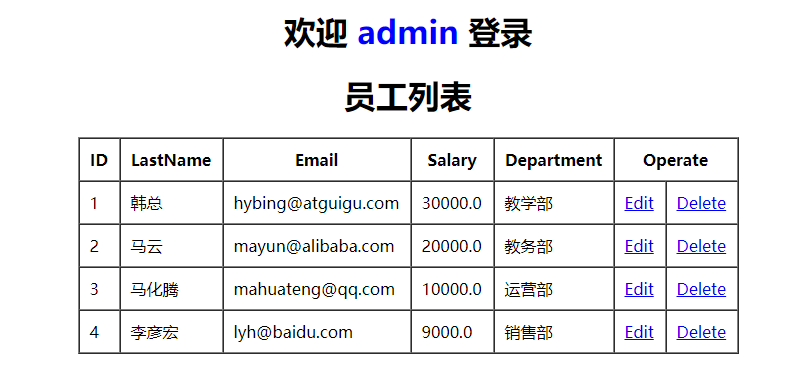 欢迎 admin 登录
员工列表
ID LastName Email Salary Department Operate
1 韩总 hybing@atguigu.com 30000.0 教学部 Edit Delete
2 马云 mayun@alibaba.com 20000.0 教务部 Edit Delete
3 马化腾 mahuateng@qq.com 10000.0 运营部 Edit Delete
4 李彦宏 lyh@baidu.com 9000.0 销售部 Edit Delete